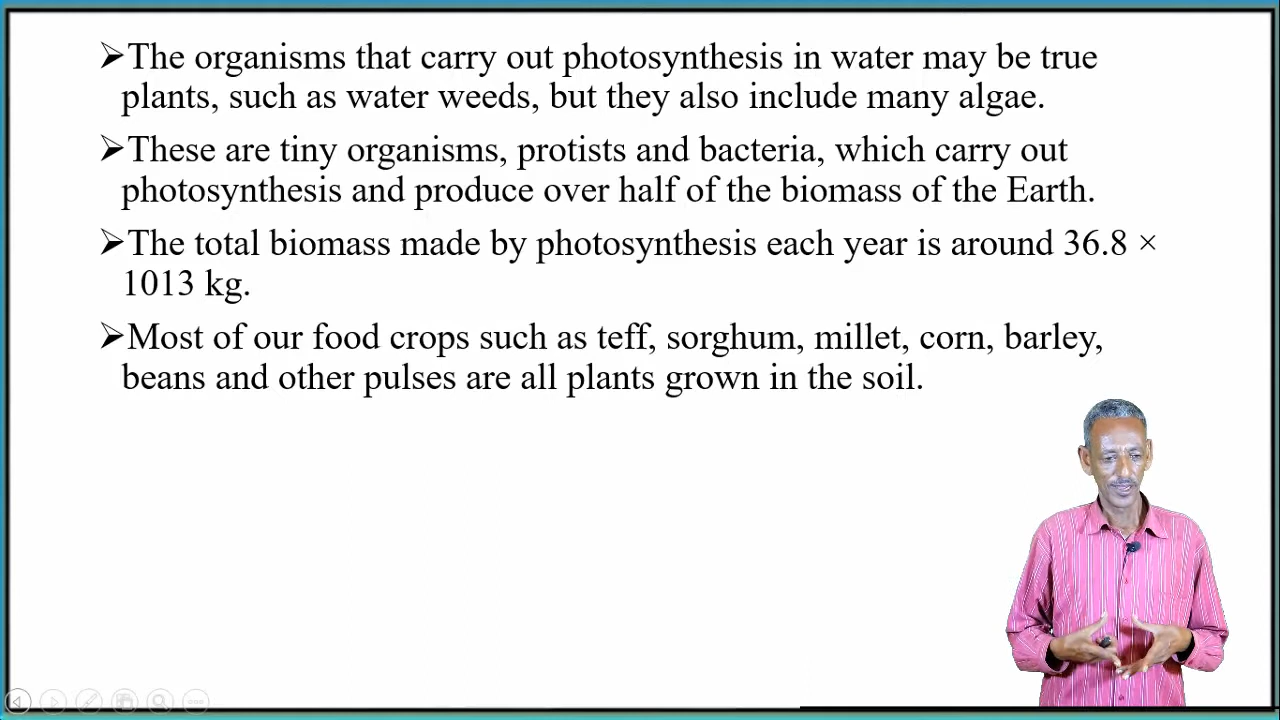 ➢The organisms that carry out photosynthesis in water may be true
plants, such as water weeds, but they also include many algae.
➢These are tiny organisms, protists and bacteria, which carry out
photosynthesis and produce over half of the biomass of the Earth.
➢The total biomass made by photosynthesis each year is around 36.8 ×
1013 kg.
➢Most of our food crops such as teff, sorghum, millet, corn, barley,
beans and other pulses are all plants grown in the soil.